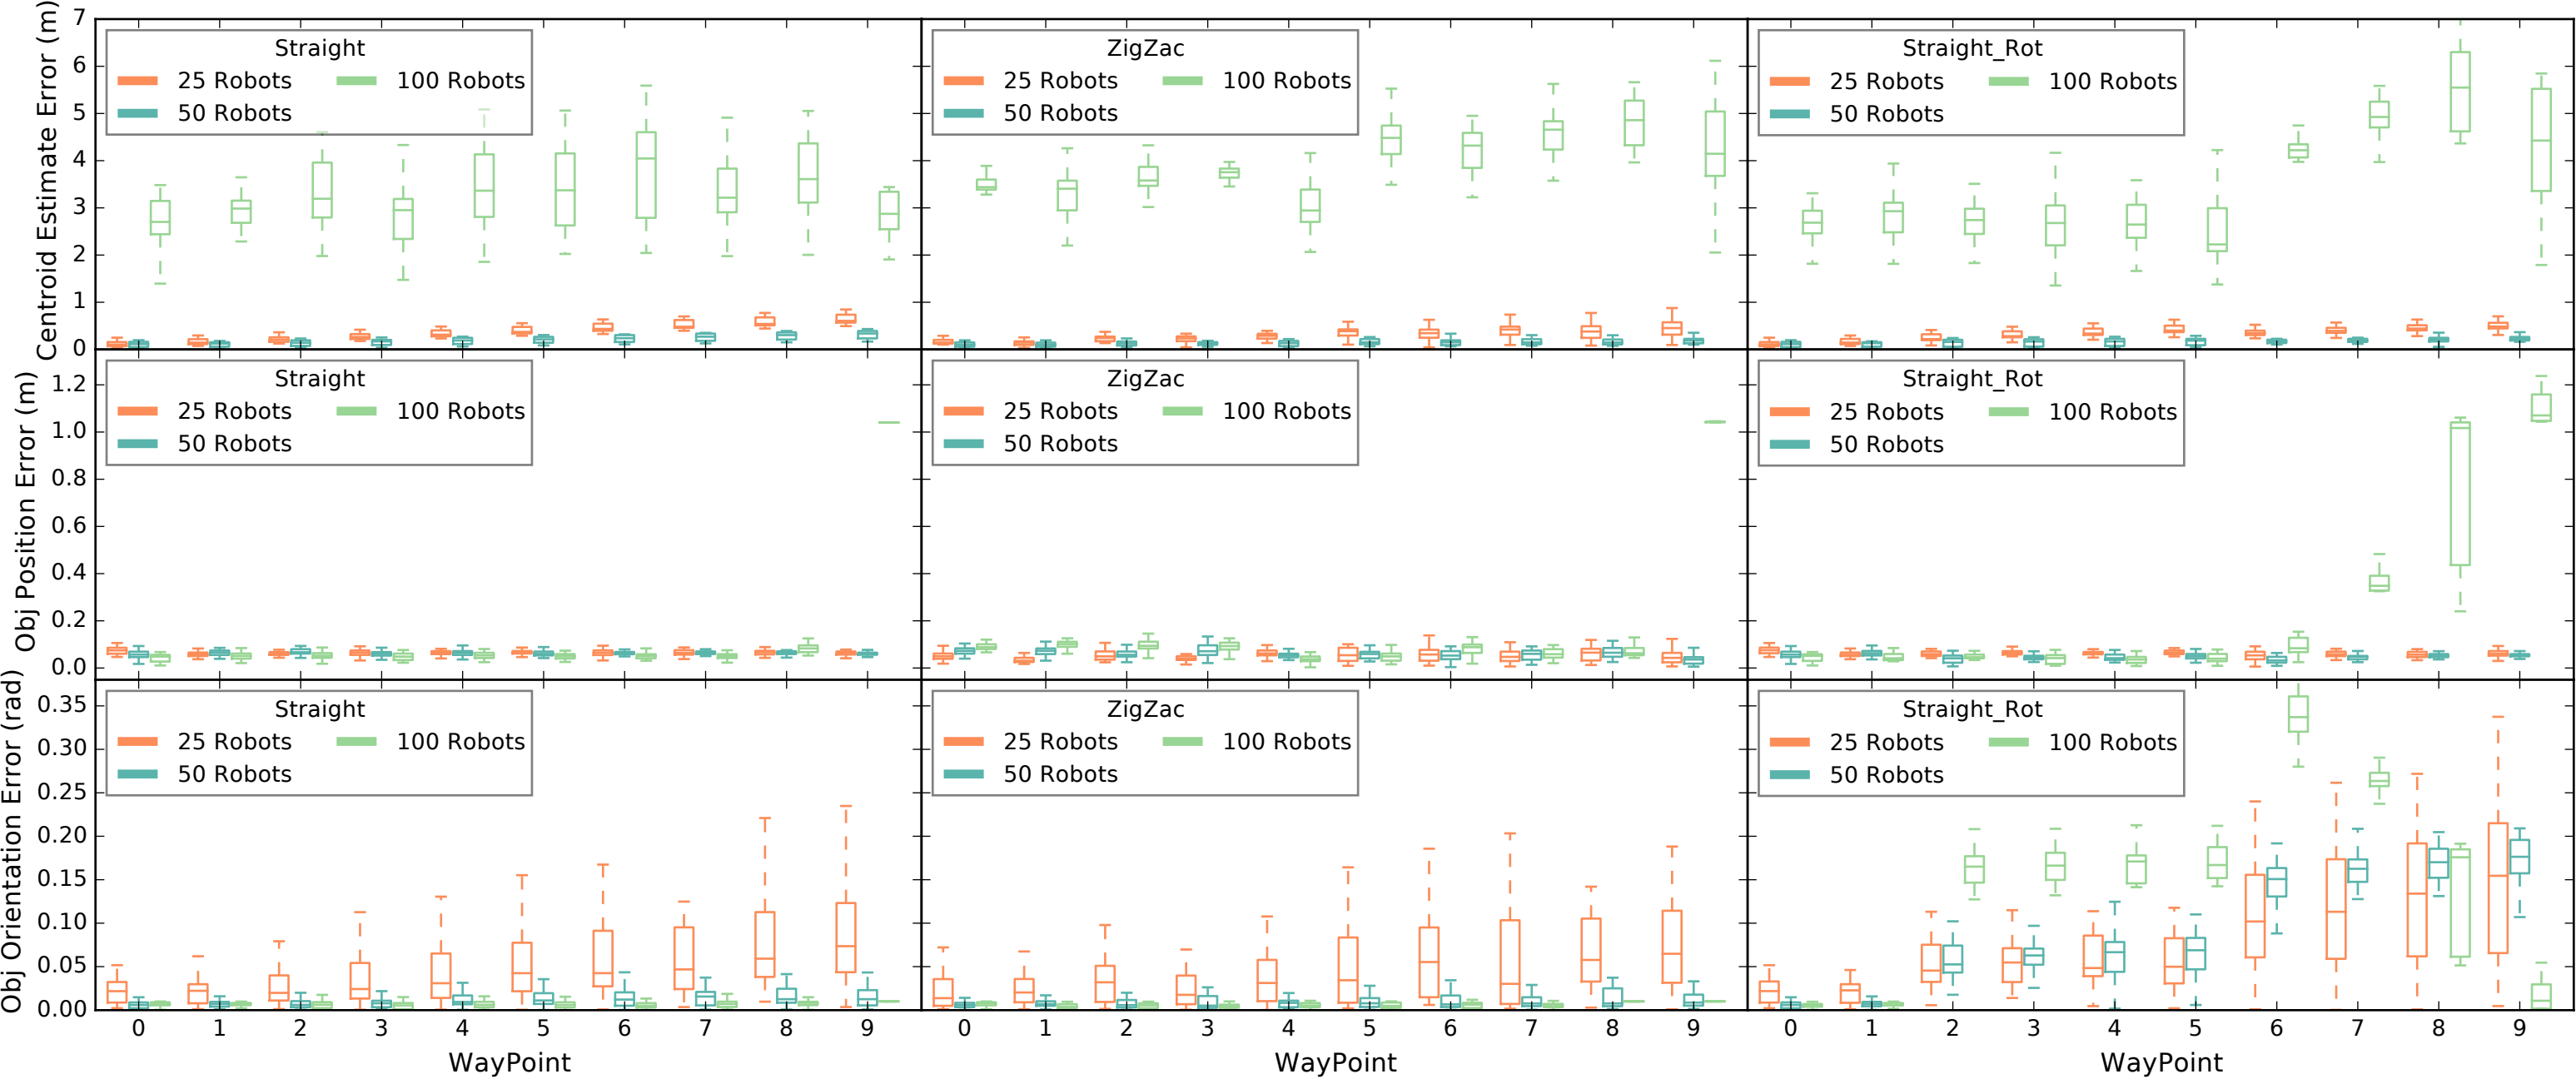 Centroid Estimate Error (m)
7
6
5
4
3
2
1
0
Straight
25 Robots 100 Robots
50 Robots
ZigZac
25 Robots 100 Robots
50 Robots
Straight_Rot
25 Robots 100 Robots
50 Robots
Obj Position Error (m)
1.2
1.0
0.8
0.6
0.4
0.2
0.0
Straight
25 Robots 100 Robots
50 Robots
ZigZac
25 Robots 100 Robots
50 Robots
Straight_Rot
25 Robots 100 Robots
50 Robots
Obj Orientation Error (rad)
0.35
0.30
0.25
0.20
0.15
0.10
0.05
0.00
Straight
25 Robots 100 Robots
50 Robots
ZigZac
25 Robots 100 Robots
50 Robots
Straight_Rot
25 Robots 100 Robots
50 Robots
0 1 2 3 4 5 6 7 8 9
0 1 2 3 4 5 6 7 8 9
0 1 2 3 4 5 6 7 8 9
WayPoint
WayPoint
WayPoint